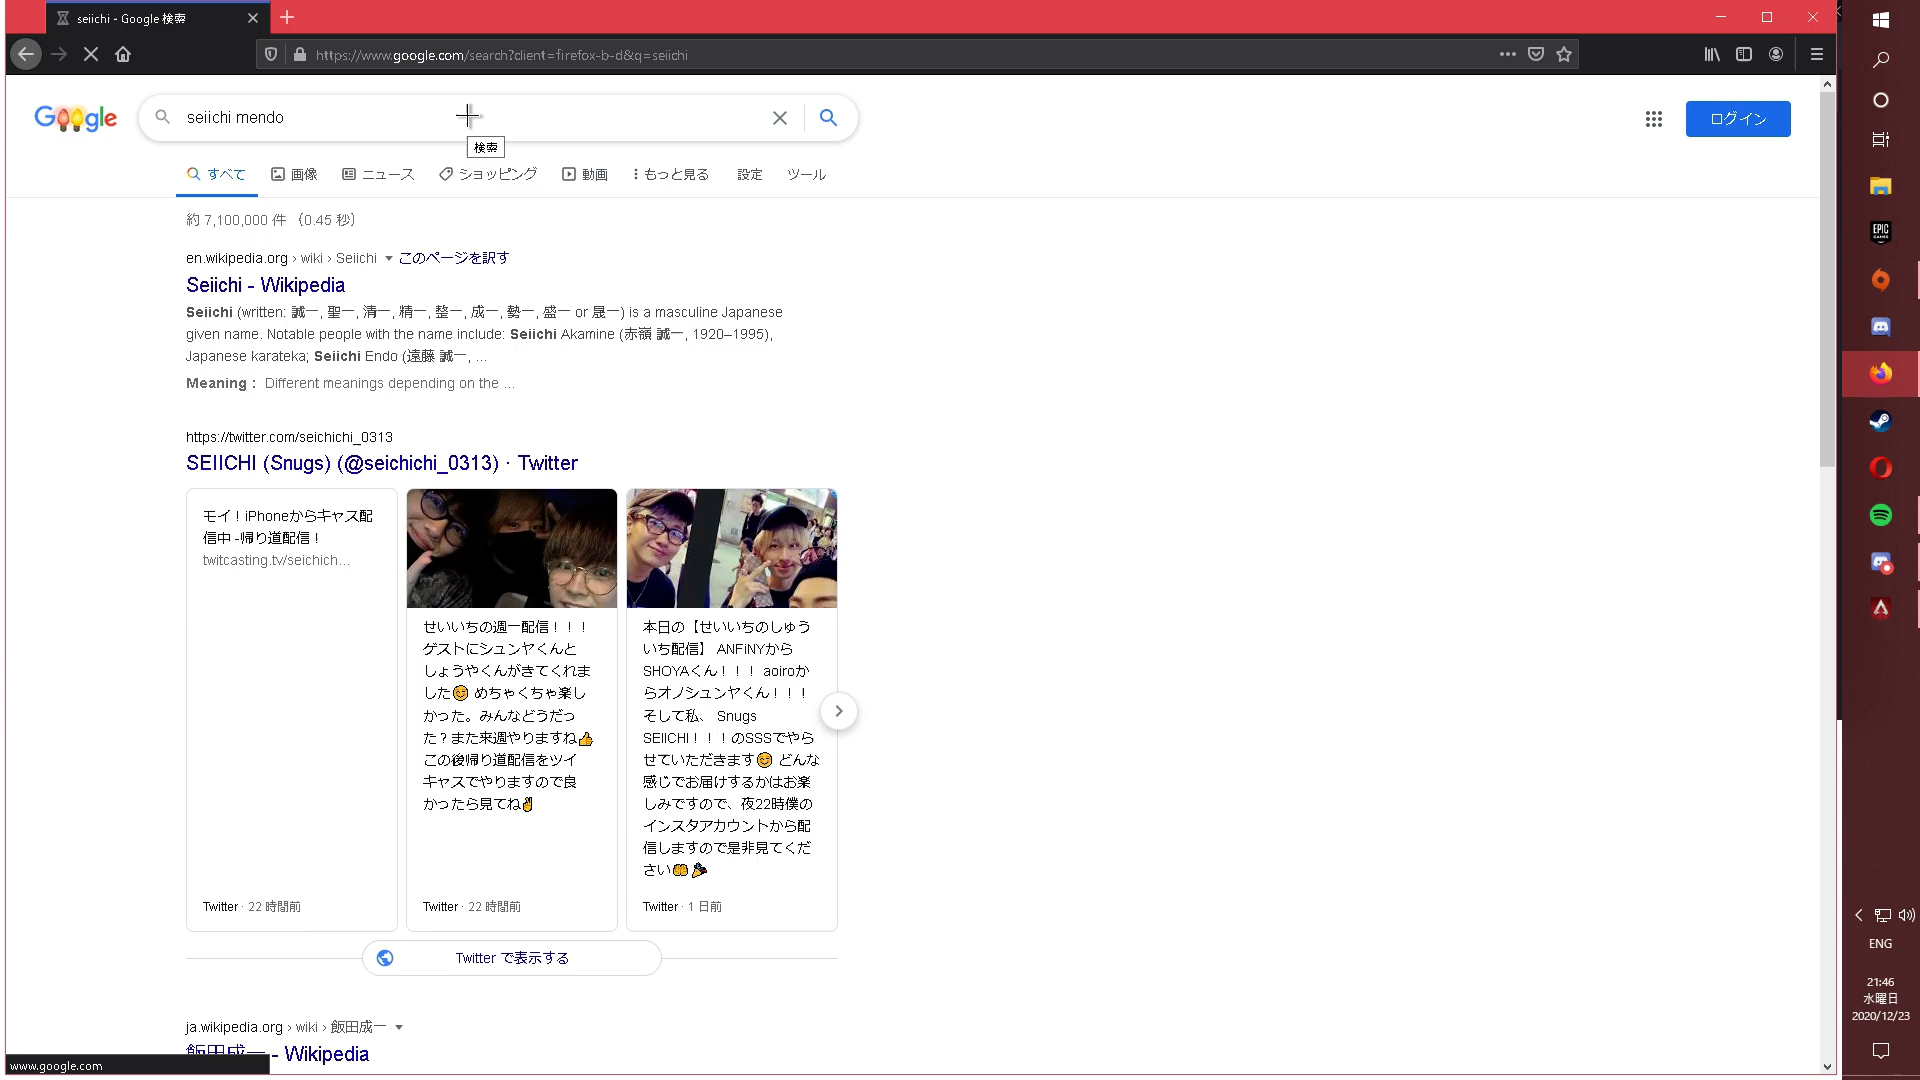 seiichi - Google 検索
https://www.google.com/search?client=firefox-b-d&q=seiichi
Google
seiichi mendo
検索
ログイン
すべて
画像
ニュース
ショッピング
動画
もっと見る
設定
ツール
約 7,100,000 件 (0.45 秒)
en.wikipedia.org › wiki › Seiichi
このページを訳す
Seiichi - Wikipedia
Seiichi (written: 誠一, 聖一, 清一, 精一, 整一, 成一, 勢一, 盛一 or 晟一) is a masculine Japanese
given name. Notable people with the name include: Seiichi Akamine (赤嶺 誠一, 1920–1995),
Japanese karateka; Seiichi Endo (遠藤 誠一, ...
Meaning : Different meanings depending on the ...
https://twitter.com/seichichi_0313
SEIICHI (Snugs) (@seichichi_0313) · Twitter
モイ!iPhoneからキャス配
信中 -帰り道配信!
twitcasting.tv/seichich...
Twitter · 22 時間前
せいいちの週一配信!!!
ゲストにシュンヤくんと
しょうやくんがきてくれま
した😊 めちゃくちゃ楽し
かった。みんなどうだっ
た?また来週やりますね👍
この後帰り道配信をツイ
キャスでやりますので良
かったら見てね✌
Twitter · 22 時間前
本日の【せいいちのしゅう
いち配信】 ANFiNYから
SHOYAくん!!! aoiroか
らオノシュンヤくん!!!
そして私、 Snugs
SEIICHI!!!のSSSでやら
せていただきます😊 どんな
感じでお届けするかはお楽
しみですので、夜22時僕の
インスタアカウントから配
信しますので是非見てくだ
さい🤲🎉
Twitter · 1 日前
Twitter で表示する
ja.wikipedia.org › wiki › 飯田成一
飯田成一 - Wikipedia
www.google.com
EPIC
GAMES
ENG
21:46
水曜日
2020/12/23